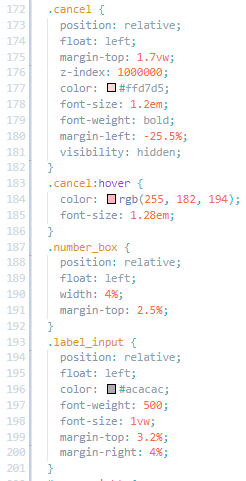 172 .cancel {
173 position: relative;
174 float: left;
175 margin-top: 1.7vw;
176 z-index: 1000000;
177 color: #ffd7d5;
178 font-size: 1.2em;
179 font-weight: bold;
180 margin-left: -25.5%;
181 visibility: hidden;
182 }
183 .cancel:hover {
184 color: rgb(255, 182, 194);
185 font-size: 1.28em;
186 }
187 .number_box {
188 position: relative;
189 float: left;
190 width: 4%;
191 margin-top: 2.5%;
192 }
193 .label_input {
194 position: relative;
195 float: left;
196 color: #acacac;
197 font-weight: 500;
198 font-size: 1vw;
199 margin-top: 3.2%;
200 margin-right: 4%;
201 }